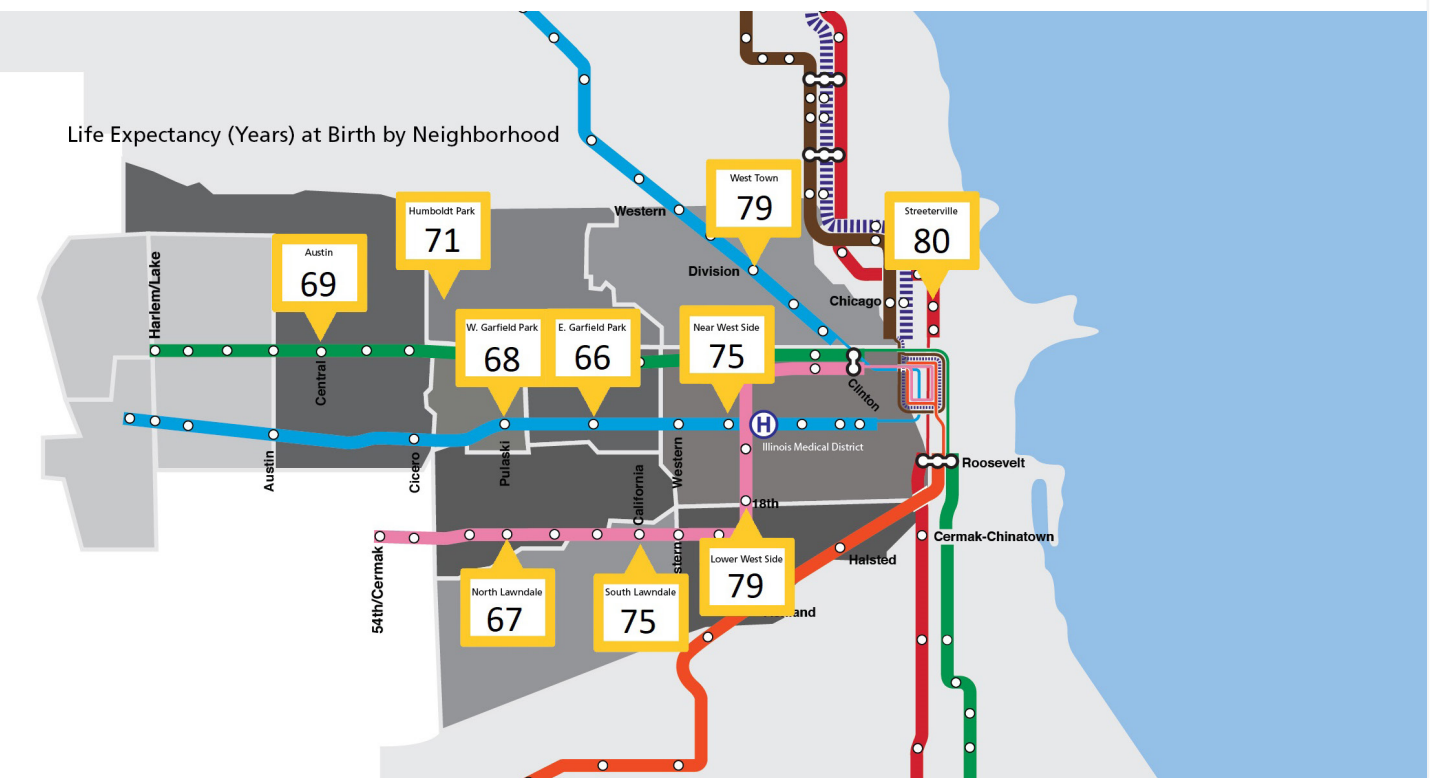 Life Expectancy (Years) at Birth by Neighborhood
West Town
79
Humboldt Park
71
Streeterville
80
Western
Austin
69
Harlem/Lake
Division
Chicago
W. Garfield Park
68
E. Garfield Park
66
Near West Side
75
Central
Clinton
H
Illinois Medical District
Austin
Cicero
Pulaski
Western
Roosevelt
California
18th
54th/Cermak
Cermak-Chinatown
Halsted
North Lawndale
67
South Lawndale
75
Lower West Side
79